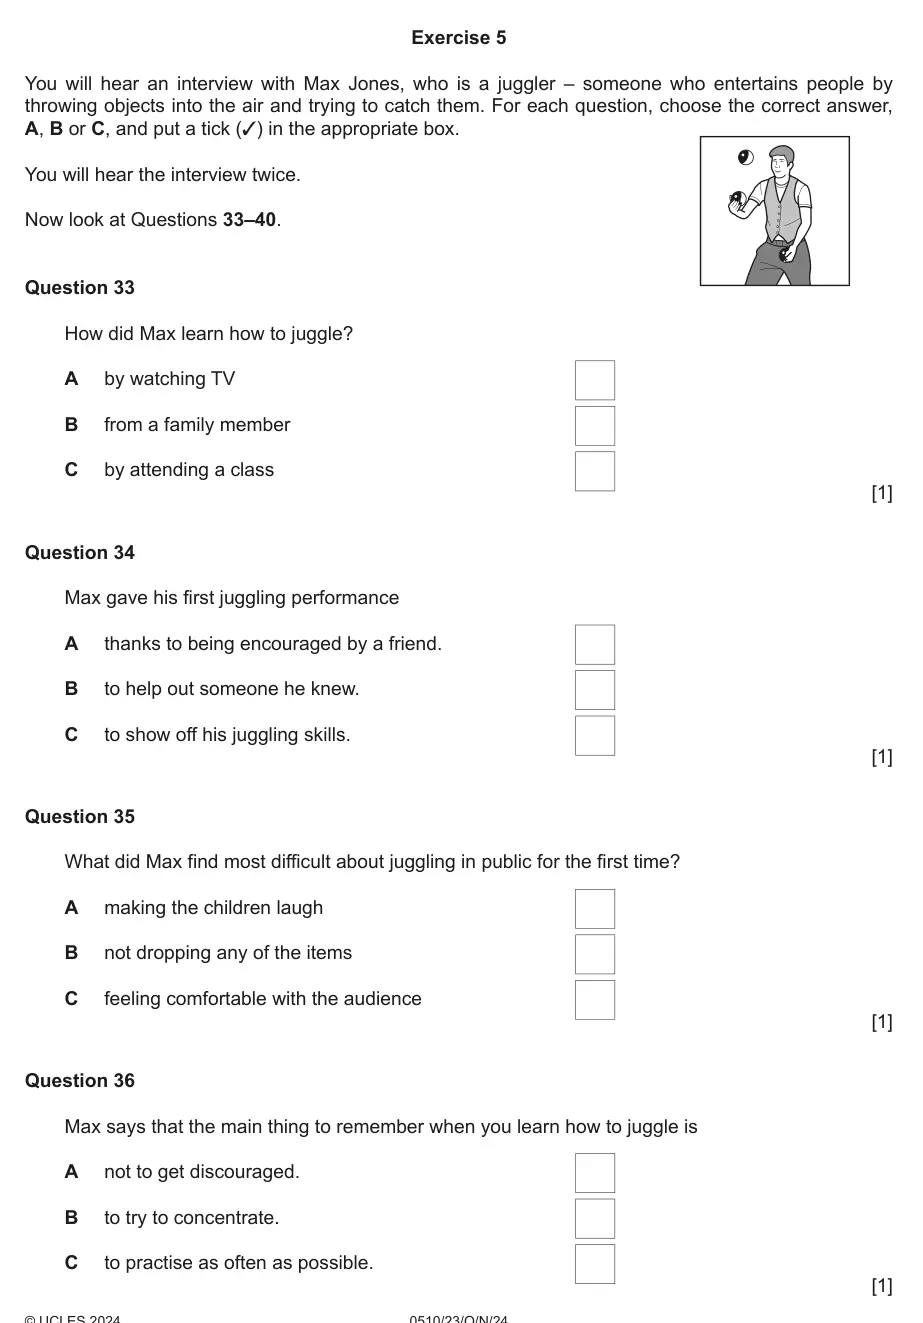 Exercise 5
You will hear an interview with Max Jones, who is a juggler – someone who entertains people by
throwing objects into the air and trying to catch them. For each question, choose the correct answer,
A, B or C, and put a tick (✓) in the appropriate box.
You will hear the interview twice.
Now look at Questions 33–40.
Question 33
How did Max learn how to juggle?
A by watching TV
B from a family member
C by attending a class
[1]
Question 34
Max gave his first juggling performance
A thanks to being encouraged by a friend.
B to help out someone he knew.
C to show off his juggling skills.
[1]
Question 35
What did Max find most difficult about juggling in public for the first time?
A making the children laugh
B not dropping any of the items
C feeling comfortable with the audience
[1]
Question 36
Max says that the main thing to remember when you learn how to juggle is
A not to get discouraged.
B to try to concentrate.
C to practise as often as possible.
[1]
© UCLES 2024 0510/23/O/N/24